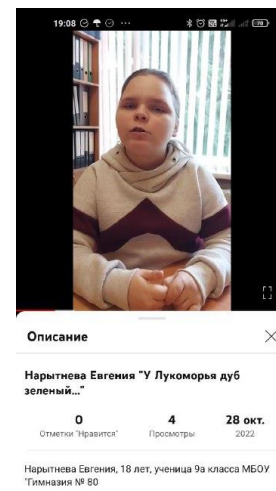 19:08
70
Описание
Нарытнева Евгения "У Лукоморья дуб
зеленый..."
0 4 28 окт.
Отметки "Нравится" Просмотры 2022
Нарытнева Евгения, 18 лет, ученица 9а класса МБОУ
"Гимназия № 80